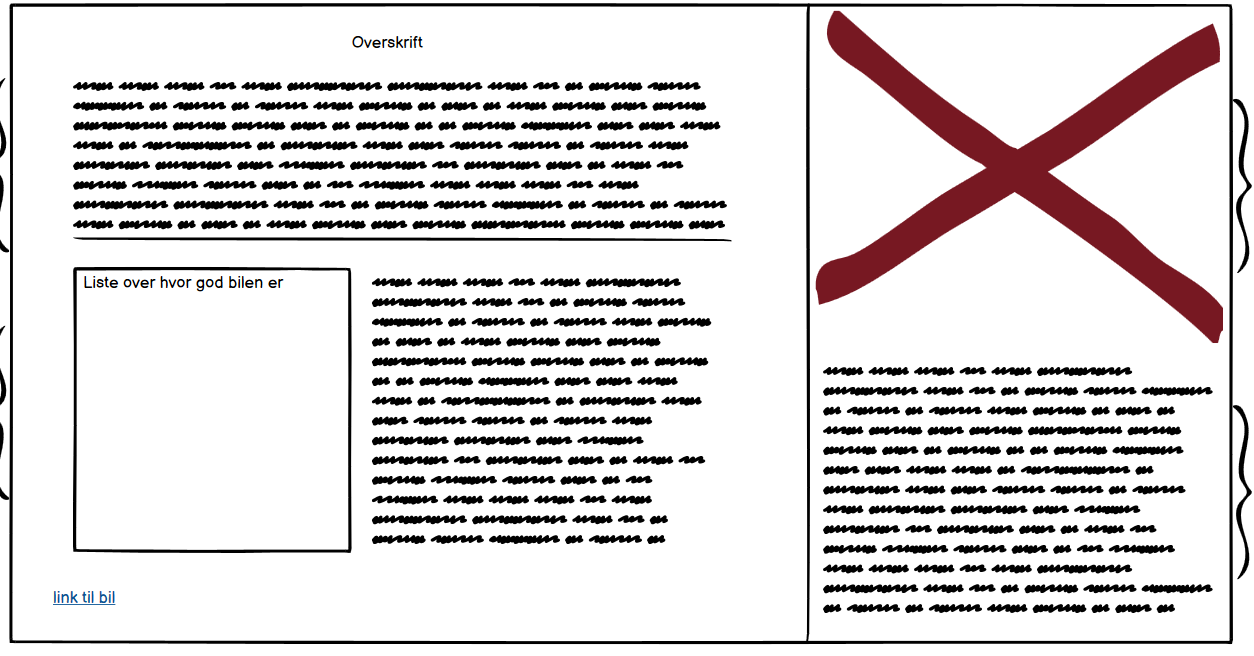 Overskrift
Liste over hvor god bilen er
link til bil